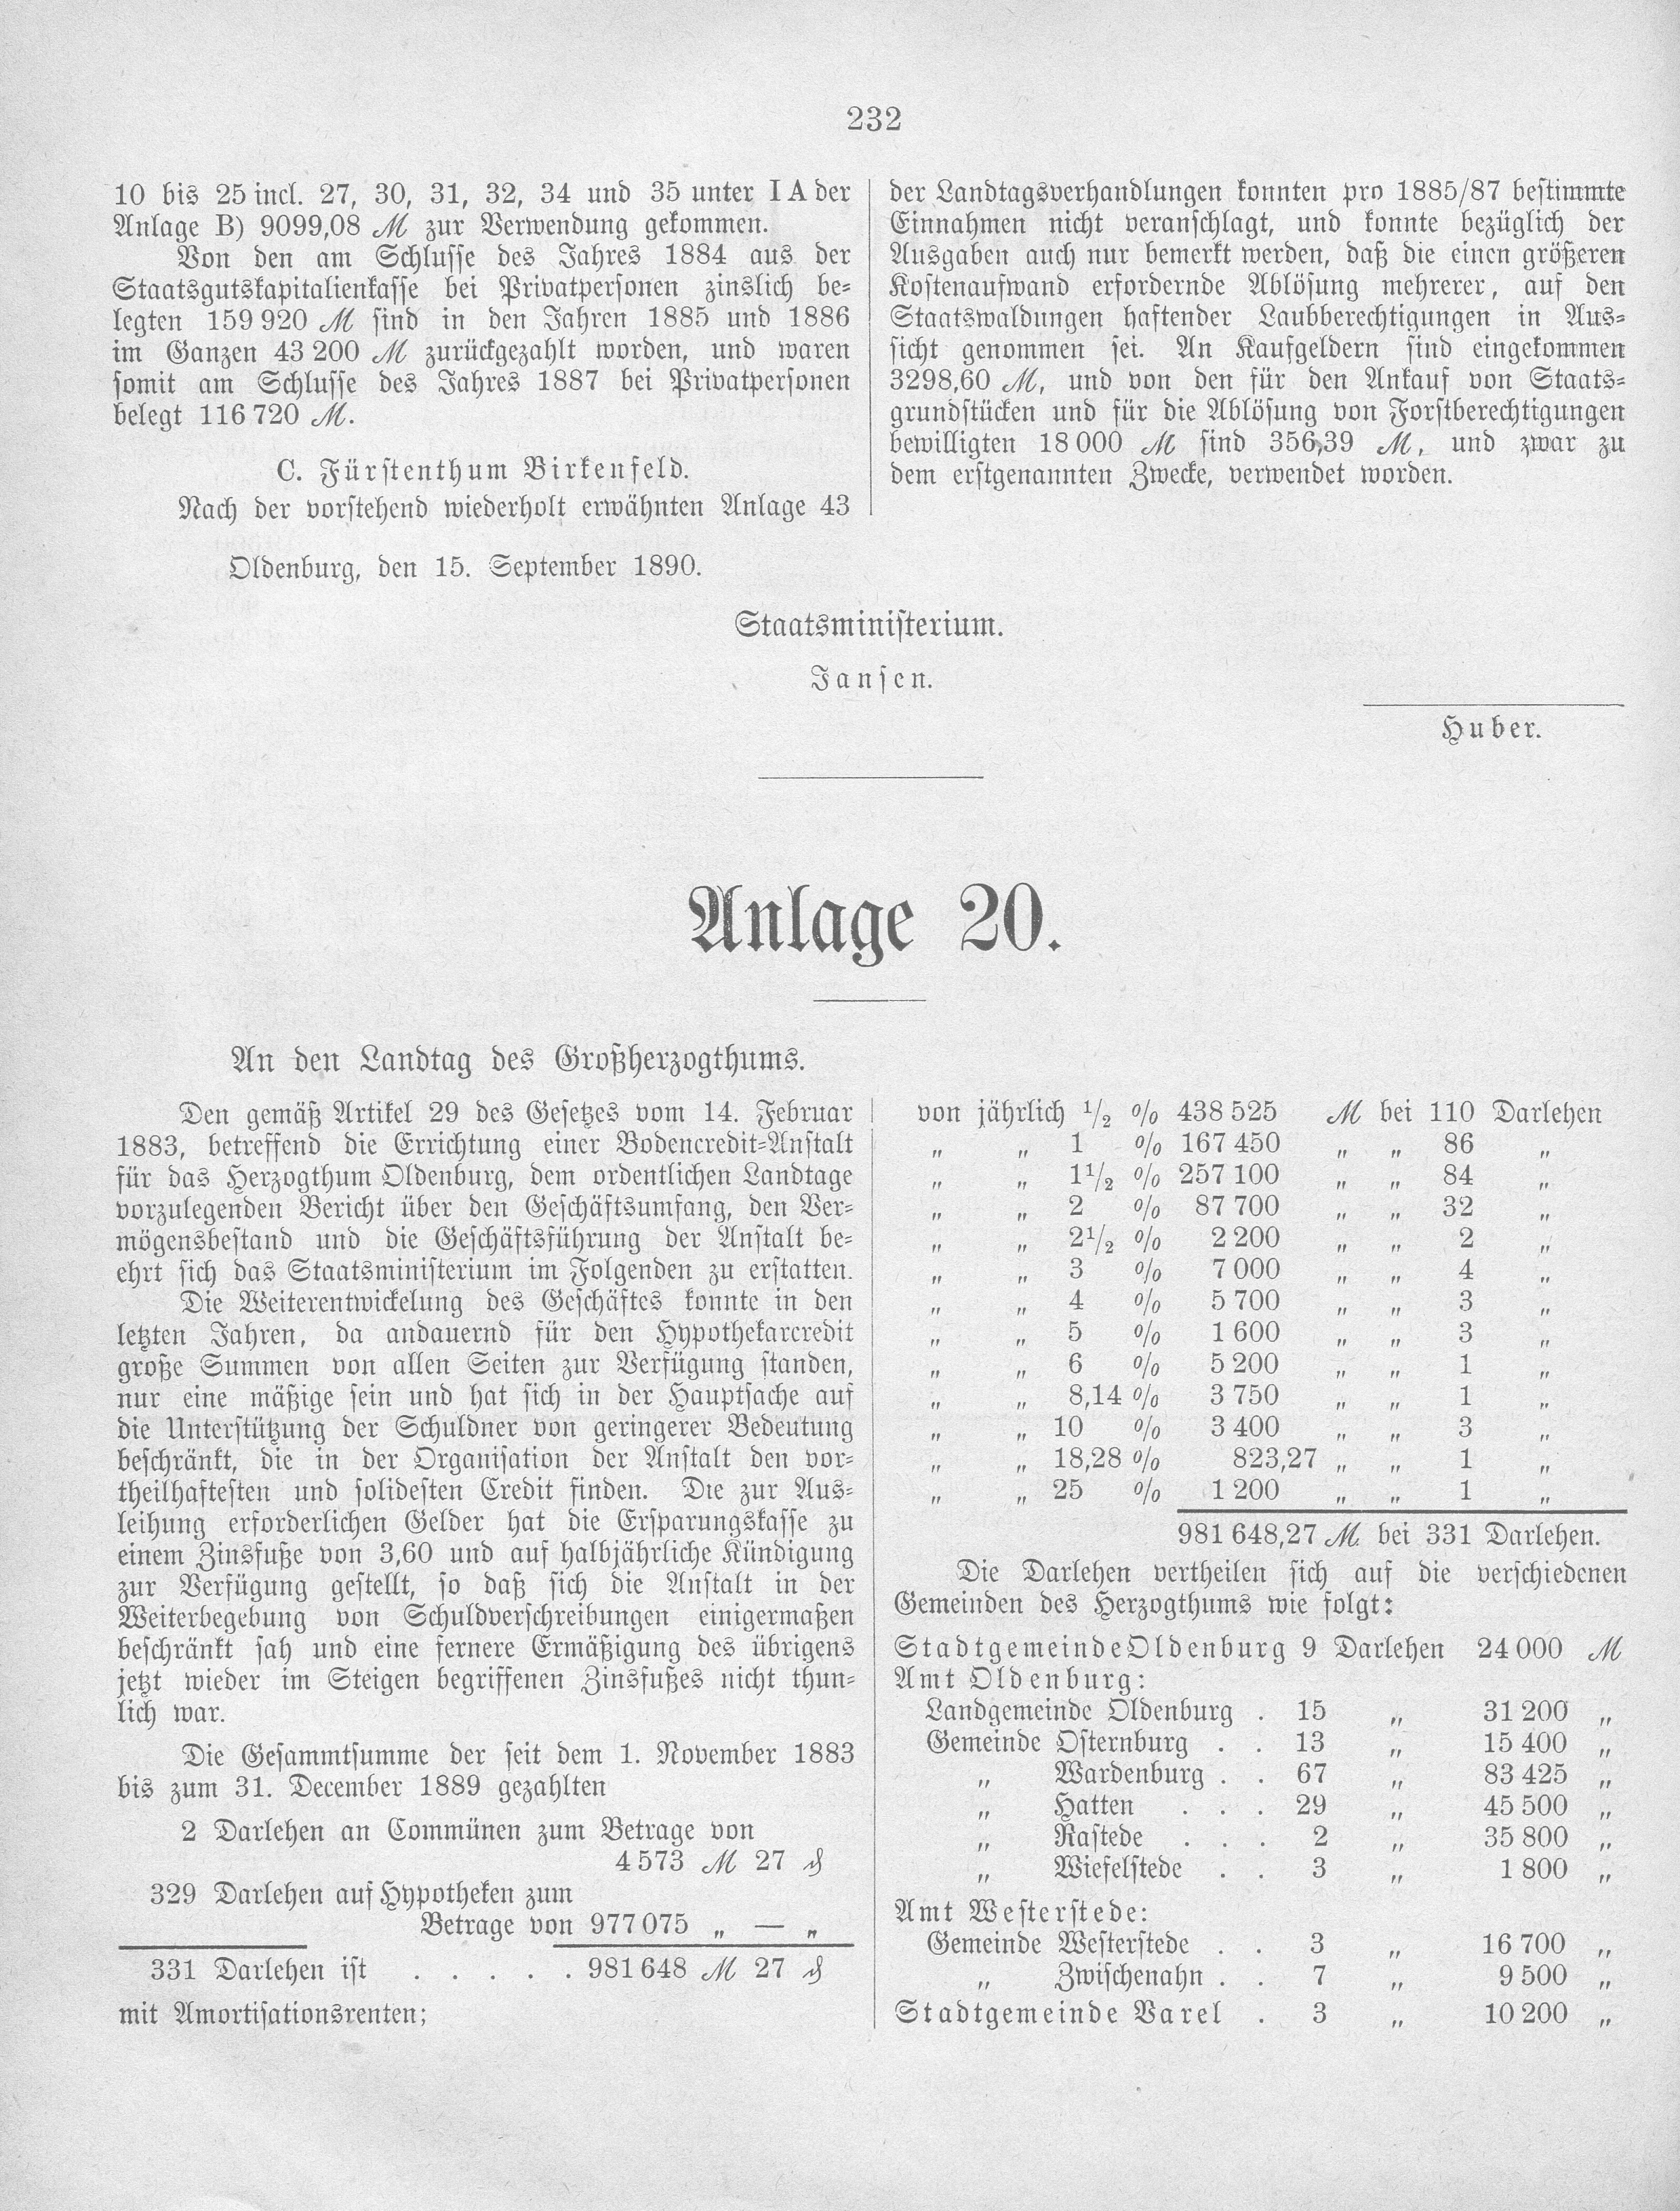 232
10 bis 25 incl. 27, 30, 31, 32, 34 und 35 unter I A der
Anlage B) 9099,08 ℳ zur Verwendung gekommen.
Von den am Schlusse des Jahres 1884 aus der
Staatsgutskapitalienkasse bei Privatpersonen zinslich be-
legten 159 920 ℳ sind in den Jahren 1885 und 1886
im Ganzen 43 200 ℳ zurückgezahlt worden, und waren
somit am Schlusse des Jahres 1887 bei Privatpersonen
belegt 116 720 ℳ.
C. Fürstenthum Birkenfeld.
Nach der vorstehend wiederholt erwähnten Anlage 43
der Landtagsverhandlungen konnten pro 1885/87 bestimmte
Einnahmen nicht veranschlagt, und konnte bezüglich der
Ausgaben auch nur bemerkt werden, daß die einen größeren
Kostenaufwand erfordernde Ablösung mehrerer, auf den
Staatswaldungen haftender Laubberechtigungen in Aus-
sicht genommen sei. An Kaufgeldern sind eingekommen
3298,60 ℳ, und von den für den Ankauf von Staats-
grundstücken und für die Ablösung von Forstberechtigungen
bewilligten 18 000 ℳ sind 356,39 ℳ, und zwar zu
dem erstgenannten Zwecke, verwendet worden.
Oldenburg, den 15. September 1890.
Staatsministerium.
Jansen.
Huber.
Anlage 20.
An den Landtag des Großherzogthums.
Den gemäß Artikel 29 des Gesetzes vom 14. Februar
1883, betreffend die Errichtung einer Bodencredit-Anstalt
für das Herzogthum Oldenburg, dem ordentlichen Landtage
vorzulegenden Bericht über den Geschäftsumfang, den Ver-
mögensbestand und die Geschäftsführung der Anstalt be-
ehrt sich das Staatsministerium im Folgenden zu erstatten.
Die Weiterentwickelung des Geschäftes konnte in den
letzten Jahren, da andauernd für den Hypothekarcredit
große Summen von allen Seiten zur Verfügung standen,
nur eine mäßige sein und hat sich in der Hauptsache auf
die Unterstützung der Schuldner von geringerer Bedeutung
beschränkt, die in der Organisation der Anstalt den vor-
theilhaftesten und solidesten Credit finden. Die zur Aus-
leihung erforderlichen Gelder hat die Ersparungskasse zu
einem Zinsfuße von 3,60 und auf halbjährliche Kündigung
zur Verfügung gestellt, so daß sich die Anstalt in der
Weiterbegebung von Schuldverschreibungen einigermaßen
beschränkt sah und eine fernere Ermäßigung des übrigens
jetzt wieder im Steigen begriffenen Zinsfußes nicht thun-
lich war.
Die Gesammtsumme der seit dem 1. November 1883
bis zum 31. December 1889 gezahlten
2 Darlehen an Communen zum Betrage von
4573 ℳ 27 ₰
329 Darlehen auf Hypotheken zum
Betrage von 977075 „ — „
331 Darlehen ist . . . . . 981648 ℳ 27 ₰
mit Amortisationsrenten;
von jährlich 1/2 % 438 525 ℳ bei 110 Darlehen
„ „ 1 % 167 450 „ „ 86 „
„ „ 1 1/2 % 257 100 „ „ 84 „
„ „ 2 % 87 700 „ „ 32 „
„ „ 2 1/2 % 2 200 „ „ 2 „
„ „ 3 % 7 000 „ „ 4 „
„ „ 4 % 5 700 „ „ 3 „
„ „ 5 % 1 600 „ „ 3 „
„ „ 6 % 5 200 „ „ 1 „
„ „ 8,14 % 3 750 „ „ 1 „
„ „ 10 % 3 400 „ „ 3 „
„ „ 18,28 % 823,27 „ „ 1 „
„ „ 25 % 1 200 „ „ 1 „
981 648,27 ℳ bei 331 Darlehen.
Die Darlehen vertheilen sich auf die verschiedenen
Gemeinden des Herzogthums wie folgt:
Stadtgemeinde Oldenburg 9 Darlehen 24 000 ℳ
Amt Oldenburg:
Landgemeinde Oldenburg . 15 „ 31 200 „
Gemeinde Osternburg . . 13 „ 15 400 „
„ Wardenburg . . 67 „ 83 425 „
„ Hatten . . . 29 „ 45 500 „
„ Rastede . . . 2 „ 35 800 „
„ Wiefelstede . . 3 „ 1 800 „
Amt Westerstede:
Gemeinde Westerstede . . 3 „ 16 700 „
„ Zwischenahn . . 7 „ 9 500 „
Stadtgemeinde Varel . 3 „ 10 200 „